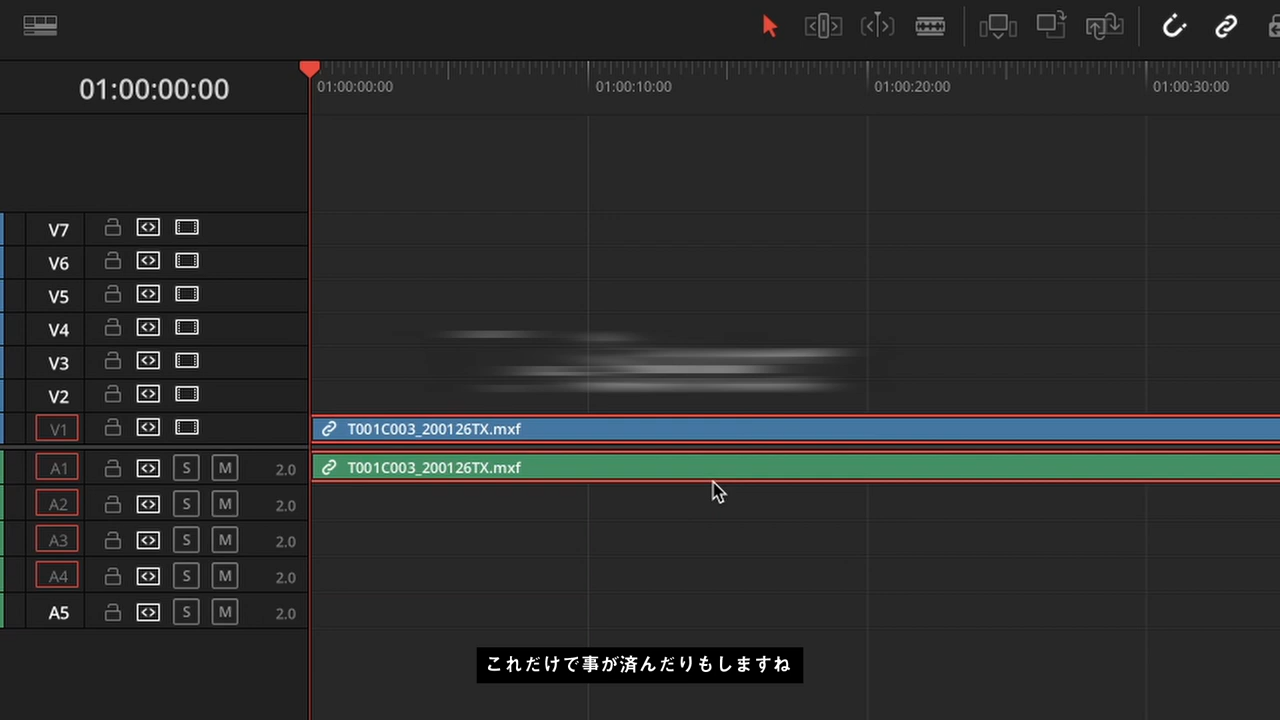 01:00:00:00
01:00:00:00 01:00:10:00 01:00:20:00 01:00:30:00
V7
V6
V5
V4
V3
V2
V1 T001C003_200126TX.mxf
A1 S M 2.0 T001C003_200126TX.mxf
A2 S M 2.0
A3 S M 2.0
A4 S M 2.0
A5 S M 2.0
これだけで事が済んだりもしますね